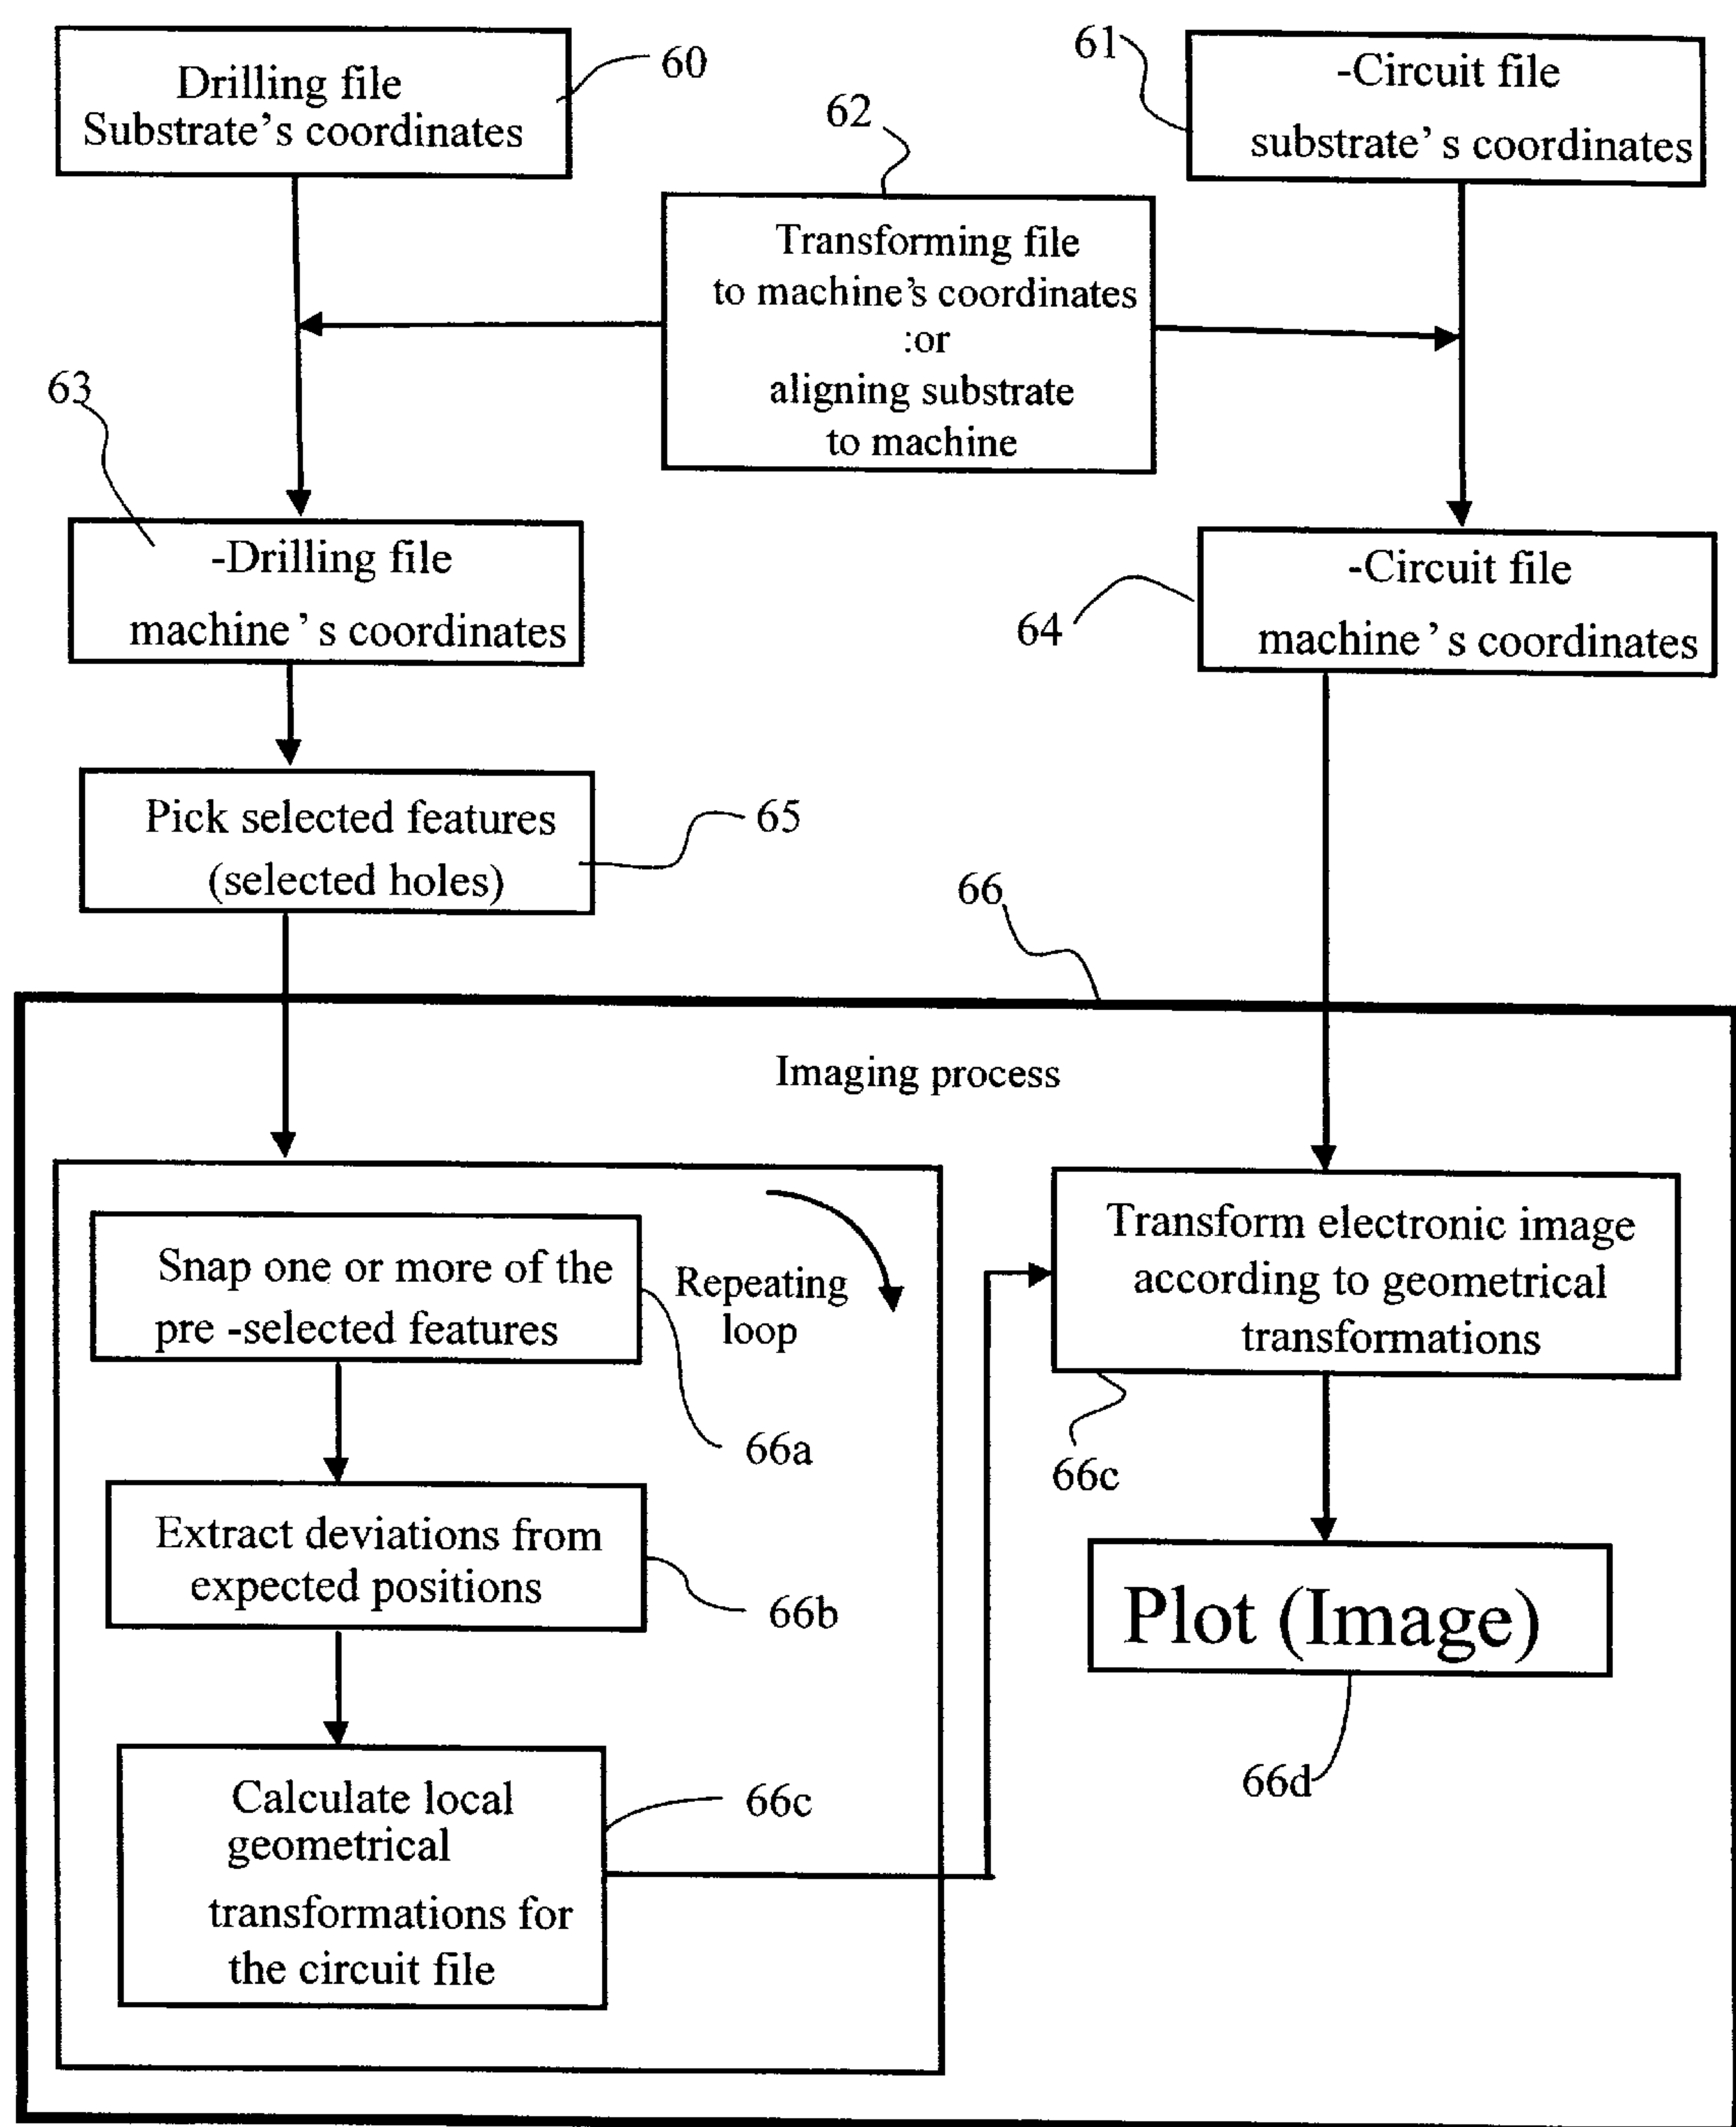 Drilling file
Substrate's coordinates
60
61
-Circuit file
substrate' s coordinates
62
Transforming file
to machine's coordinates
:or
aligning substrate
to machine
63
-Drilling file
machine ' s coordinates
64
-Circuit file
machine ' s coordinates
Pick selected features
(selected holes)
65
66
Imaging process
Snap one or more of the
pre -selected features
Repeating
loop
66a
Extract deviations from
expected positions
66b
Calculate local
geometrical
transformations for
the circuit file
66c
Transform electronic image
according to geometrical
transformations
66c
Plot (Image)
66d